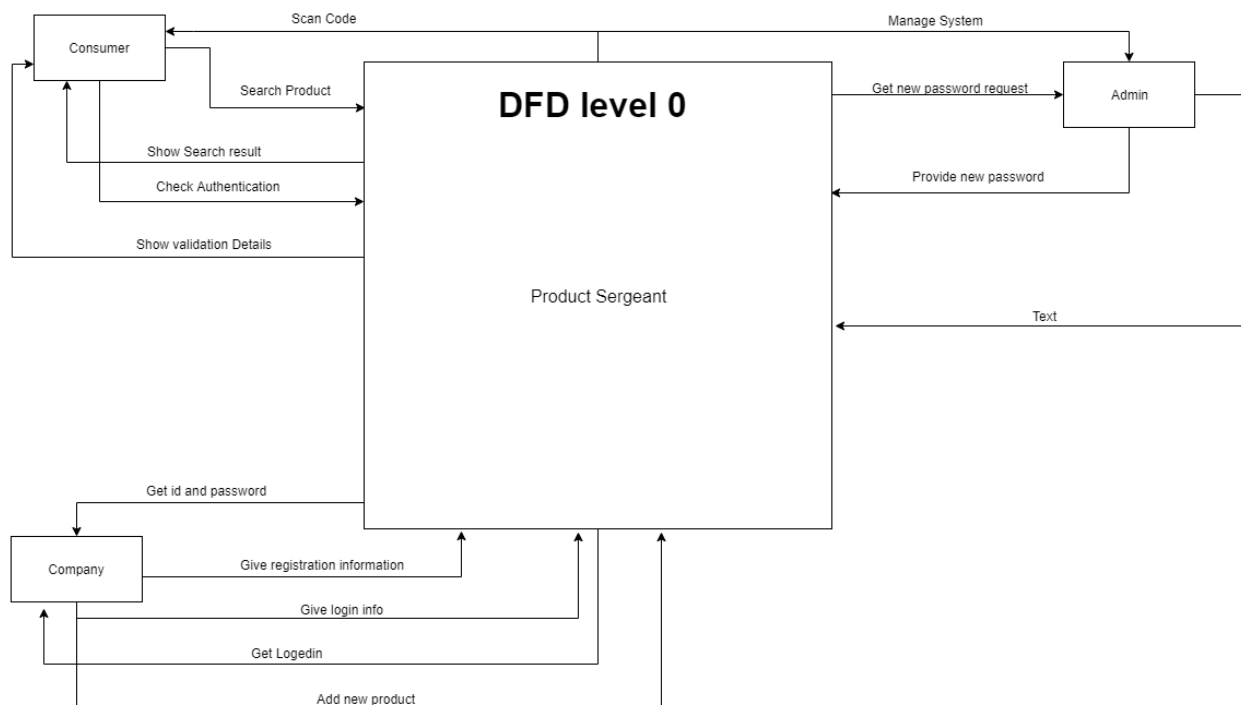 Scan Code
Manage System
Consumer
Search Product
DFD level 0
Get new password request
Admin
Show Search result
Check Authentication
Provide new password
Show validation Details
Product Sergeant
Text
Get id and password
Company
Give registration information
Give login info
Get Logedin
Add new product